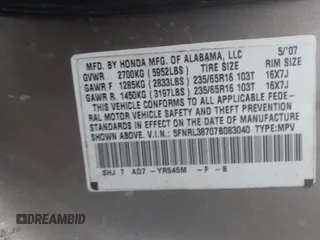 MFD. BY HONDA MFG. OF ALABAMA, LLC 5/'07
GVWR 2700KG (5952LBS) TIRE SIZE RIM SIZE
GAWR F. 1285KG (2833LBS) 235/65R16 103T 16X7J
GAWR R. 1450KG (3197LBS) 235/65R16 103T 16X7J
THIS VEHICLE CONFORMS TO ALL APPLICABLE FEDE-
RAL MOTOR VEHICLE SAFETY AND THEFT PREVENTION
STANDARDS IN EFFECT ON THE DATE OF MANUFACTURE
SHOWN ABOVE. V.I.N: 5FNRL38707B083040 TYPE:MPV
SHJ 7 A07 -YR545M -F -B
DREAMBID